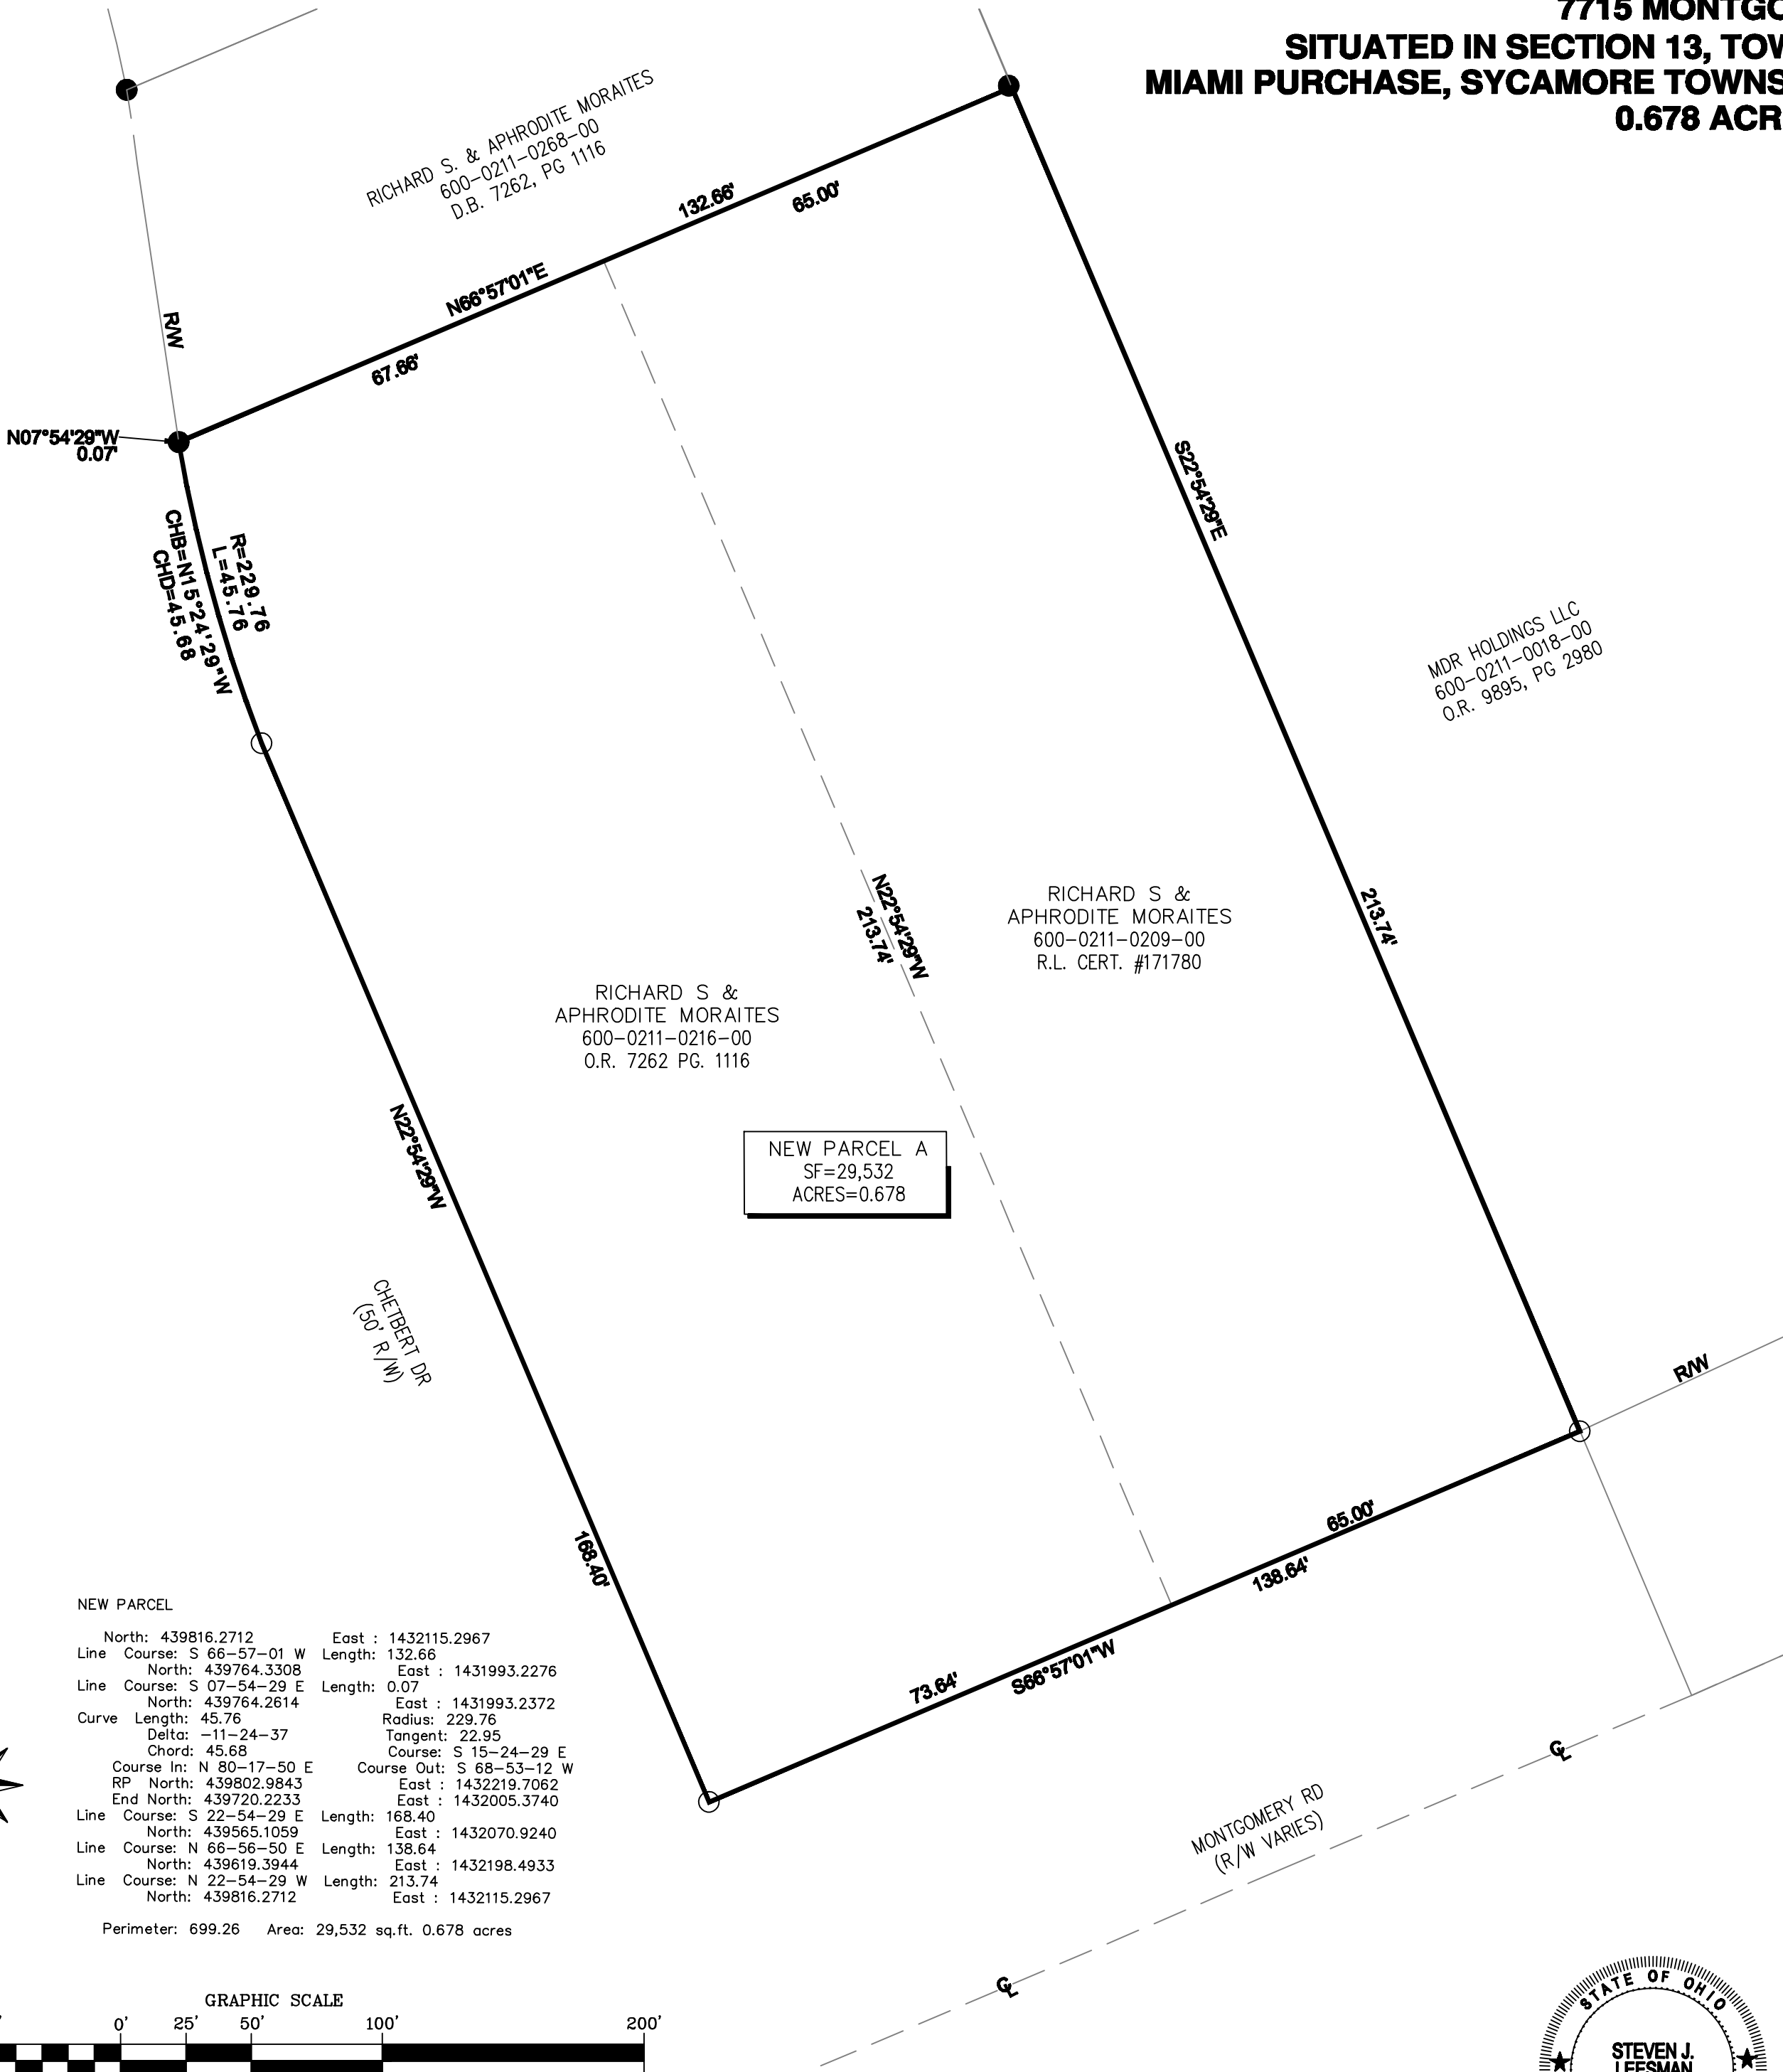 7715 MONTGO
SITUATED IN SECTION 13, TOW
MIAMI PURCHASE, SYCAMORE TOWNS
0.678 ACR
RICHARD S. & APHRODITE MORAITES
600-0211-0268-00
D.B. 7262, PG 1116
132.66'
65.00'
N66°57'01"E
67.66'
R/W
N07°54'29"W
0.07'
R=229.76
L=45.76
CHB=N15°24'29"W
CHD=45.68
S22°54'29"E
213.74'
MDR HOLDINGS LLC
600-0211-0018-00
O.R. 9895, PG 2980
N22°54'29"W
213.74'
RICHARD S &
APHRODITE MORAITES
600-0211-0209-00
R.L. CERT. #171780
RICHARD S &
APHRODITE MORAITES
600-0211-0216-00
O.R. 7262 PG. 1116
NEW PARCEL A
SF=29,532
ACRES=0.678
N22°54'29"W
168.40'
CHETBERT DR
(50' R/W)
R/W
65.00'
138.64'
73.64'
S66°57'01"W
MONTGOMERY RD
(R/W VARIES)
℄
℄
NEW PARCEL
North: 439816.2712 East : 1432115.2967
Line Course: S 66-57-01 W Length: 132.66
North: 439764.3308 East : 1431993.2276
Line Course: S 07-54-29 E Length: 0.07
North: 439764.2614 East : 1431993.2372
Curve Length: 45.76 Radius: 229.76
Delta: -11-24-37 Tangent: 22.95
Chord: 45.68 Course: S 15-24-29 E
Course In: N 80-17-50 E Course Out: S 68-53-12 W
RP North: 439802.9843 East : 1432219.7062
End North: 439720.2233 East : 1432005.3740
Line Course: S 22-54-29 E Length: 168.40
North: 439565.1059 East : 1432070.9240
Line Course: N 66-56-50 E Length: 138.64
North: 439619.3944 East : 1432198.4933
Line Course: N 22-54-29 W Length: 213.74
North: 439816.2712 East : 1432115.2967
Perimeter: 699.26 Area: 29,532 sq.ft. 0.678 acres
GRAPHIC SCALE
0' 25' 50' 100' 200'
STATE OF OHIO
STEVEN J.
LEESMAN